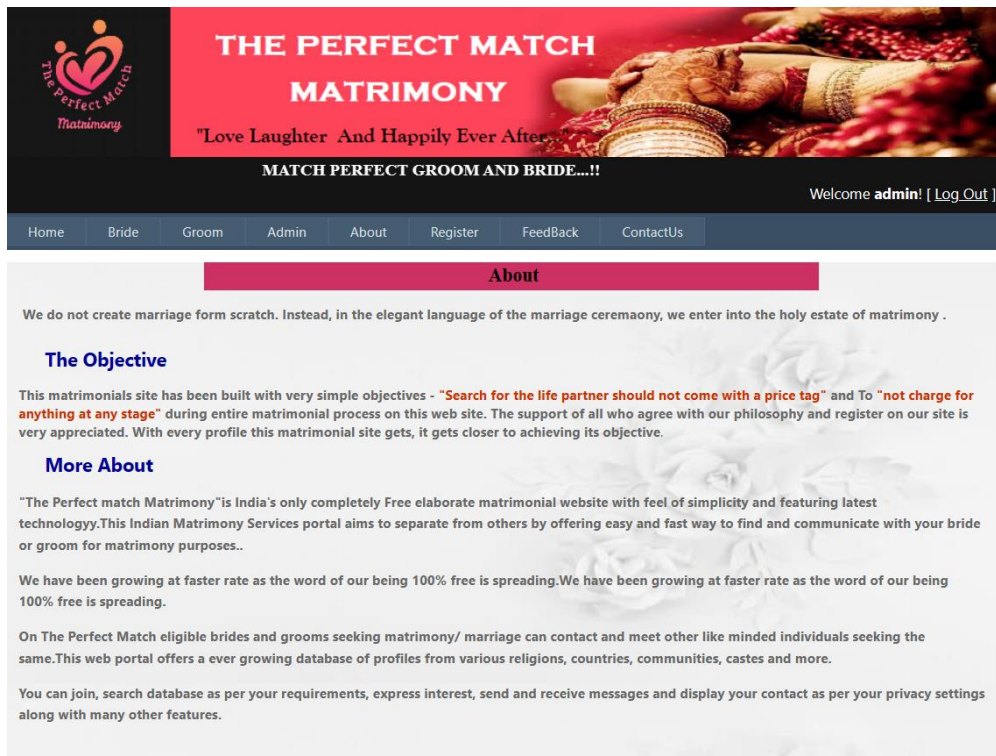 The Perfect Match
Matrimony
THE PERFECT MATCH
MATRIMONY
"Love Laughter And Happily Ever After..."
MATCH PERFECT GROOM AND BRIDE...!!
Welcome admin! [ Log Out ]
Home Bride Groom Admin About Register FeedBack ContactUs
About
We do not create marriage form scratch. Instead, in the elegant language of the marriage ceremaony, we enter into the holy estate of matrimony .
The Objective
This matrimonials site has been built with very simple objectives - "Search for the life partner should not come with a price tag" and To "not charge for
anything at any stage" during entire matrimonial process on this web site. The support of all who agree with our philosophy and register on our site is
very appreciated. With every profile this matrimonial site gets, it gets closer to achieving its objective.
More About
"The Perfect match Matrimony"is India's only completely Free elaborate matrimonial website with feel of simplicity and featuring latest
technologyy.This Indian Matrimony Services portal aims to separate from others by offering easy and fast way to find and communicate with your bride
or groom for matrimony purposes..
We have been growing at faster rate as the word of our being 100% free is spreading.We have been growing at faster rate as the word of our being
100% free is spreading.
On The Perfect Match eligible brides and grooms seeking matrimony/ marriage can contact and meet other like minded individuals seeking the
same.This web portal offers a ever growing database of profiles from various religions, countries, communities, castes and more.
You can join, search database as per your requirements, express interest, send and receive messages and display your contact as per your privacy settings
along with many other features.